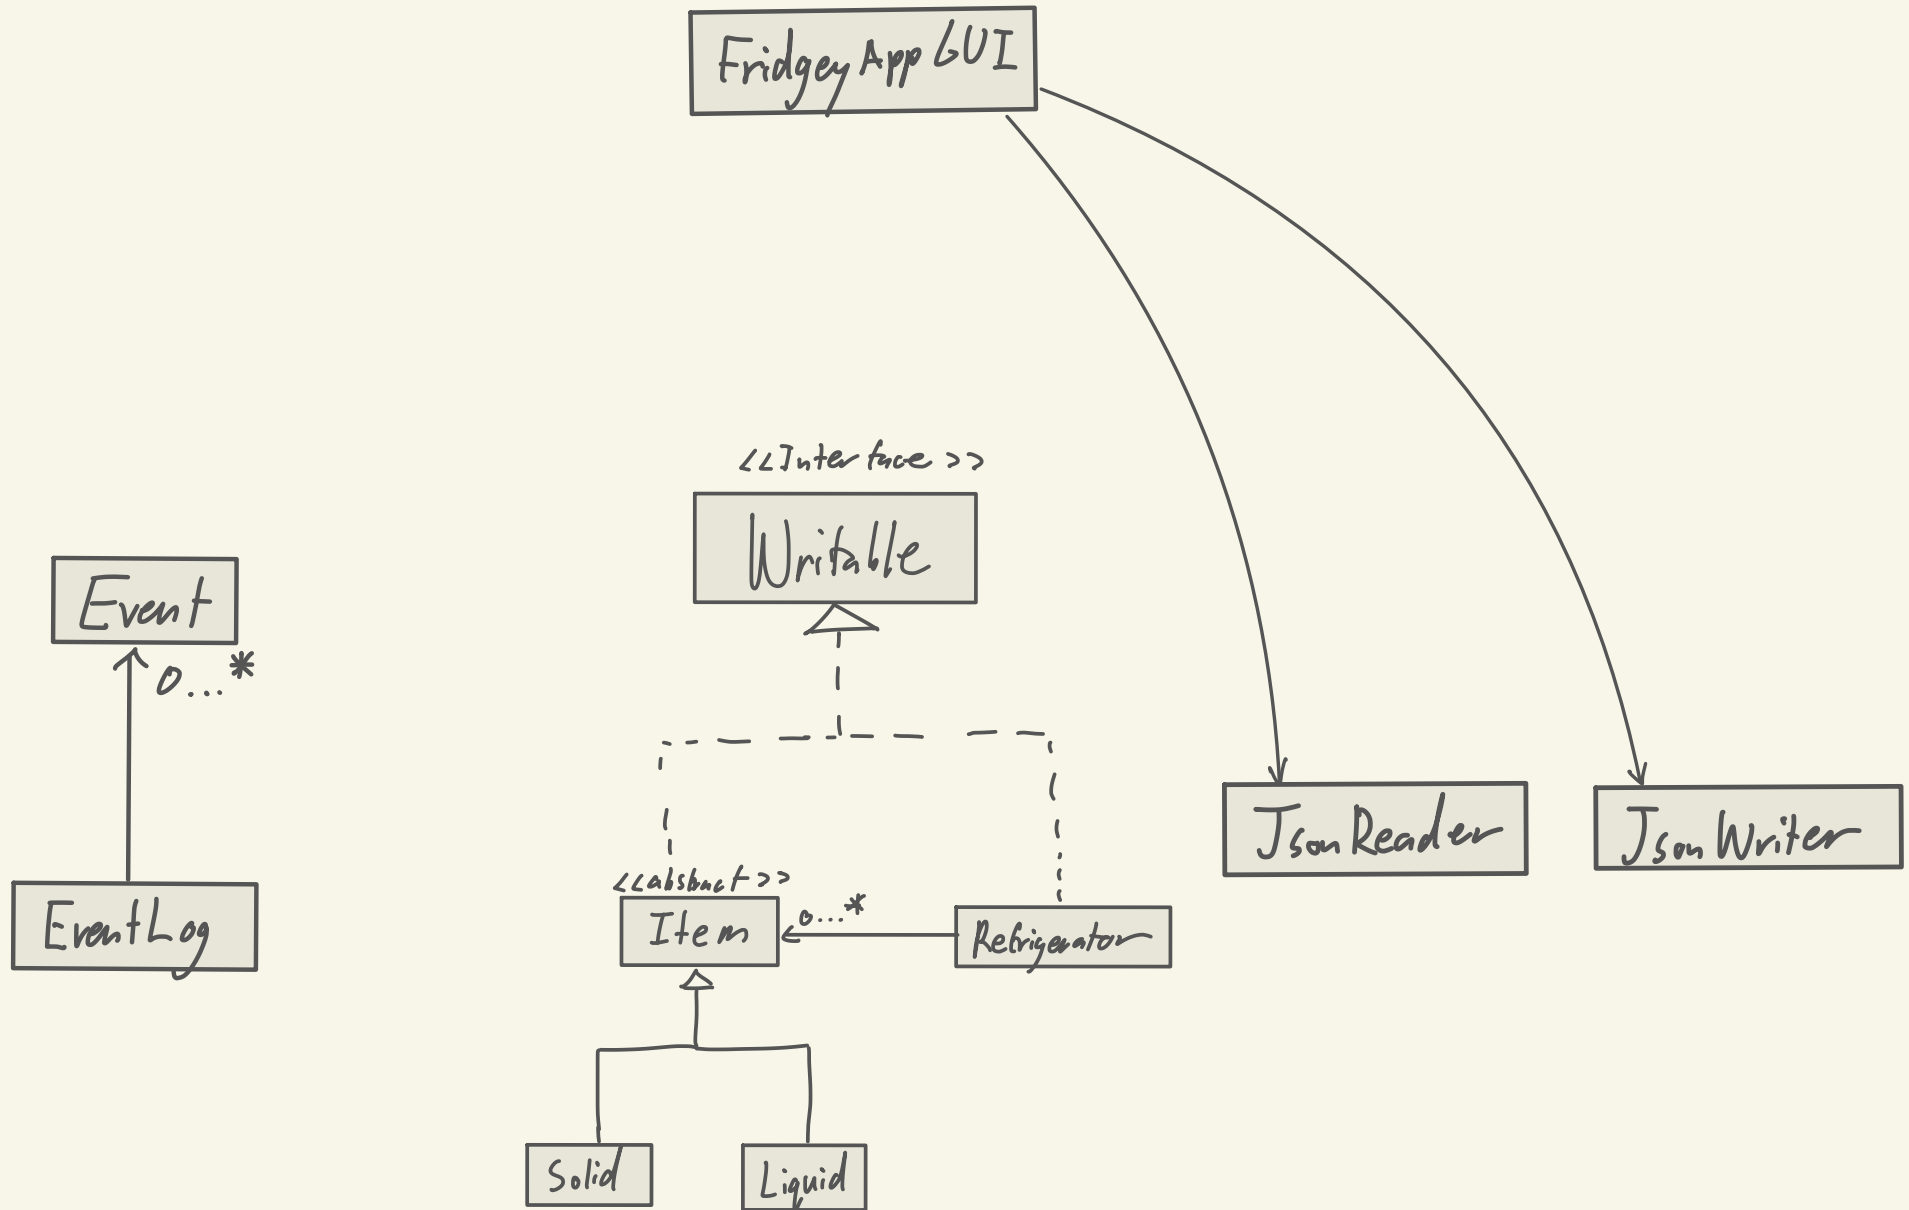 FridgeyAppGUI
<<Interface>>
Writable
Event
0...*
JsonReader
JsonWriter
<<abstract>>
Item
0...*
Refrigerator
EventLog
Solid
Liquid